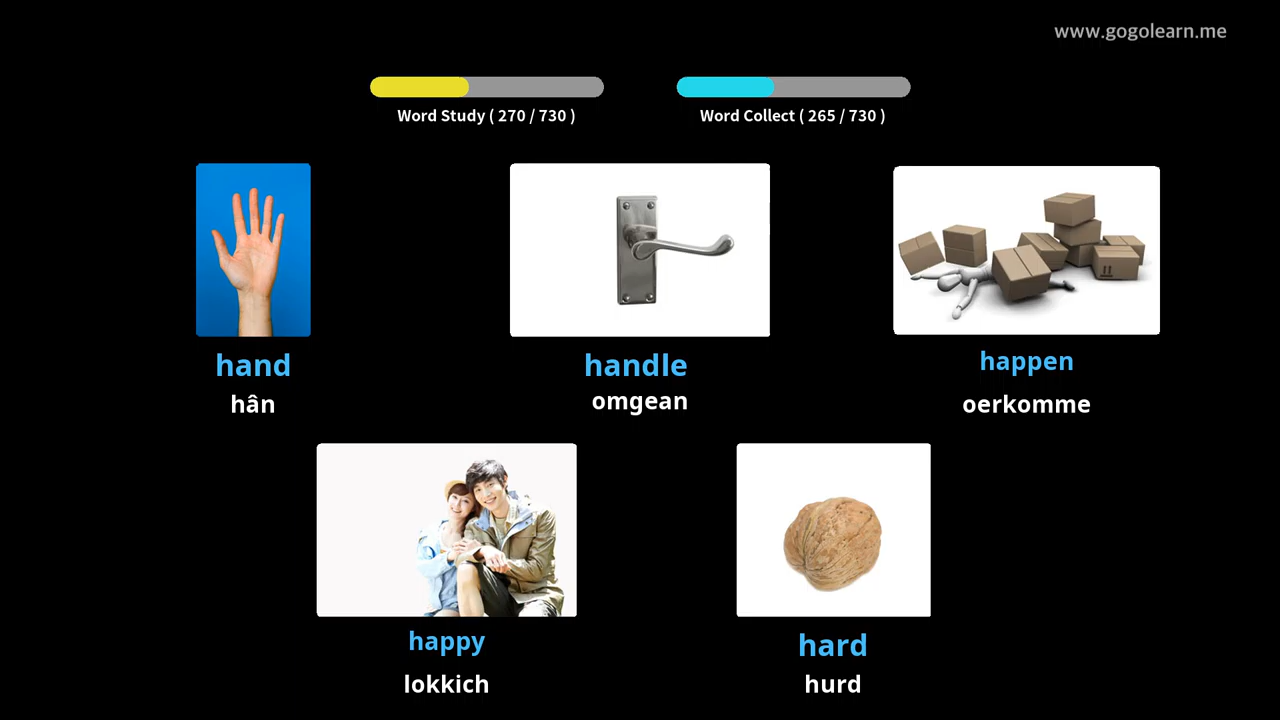 www.gogolearn.me
Word Study ( 270 / 730 )
Word Collect ( 265 / 730 )
hand
hân
handle
omgean
happen
oerkomme
happy
lokkich
hard
hurd